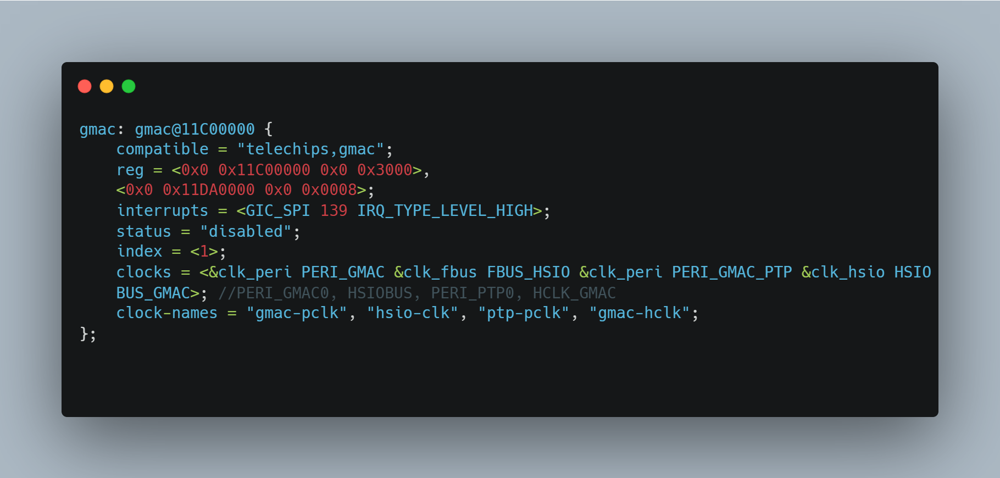 gmac: gmac@11C00000 {
    compatible = "telechips,gmac";
    reg = <0x0 0x11C00000 0x0 0x3000>,
    <0x0 0x11DA0000 0x0 0x0008>;
    interrupts = <GIC_SPI 139 IRQ_TYPE_LEVEL_HIGH>;
    status = "disabled";
    index = <1>;
    clocks = <&clk_peri PERI_GMAC &clk_fbus FBUS_HSIO &clk_peri PERI_GMAC_PTP &clk_hsio HSIO
    BUS_GMAC>; //PERI_GMAC0, HSIOBUS, PERI_PTP0, HCLK_GMAC
    clock-names = "gmac-pclk", "hsio-clk", "ptp-pclk", "gmac-hclk";
};